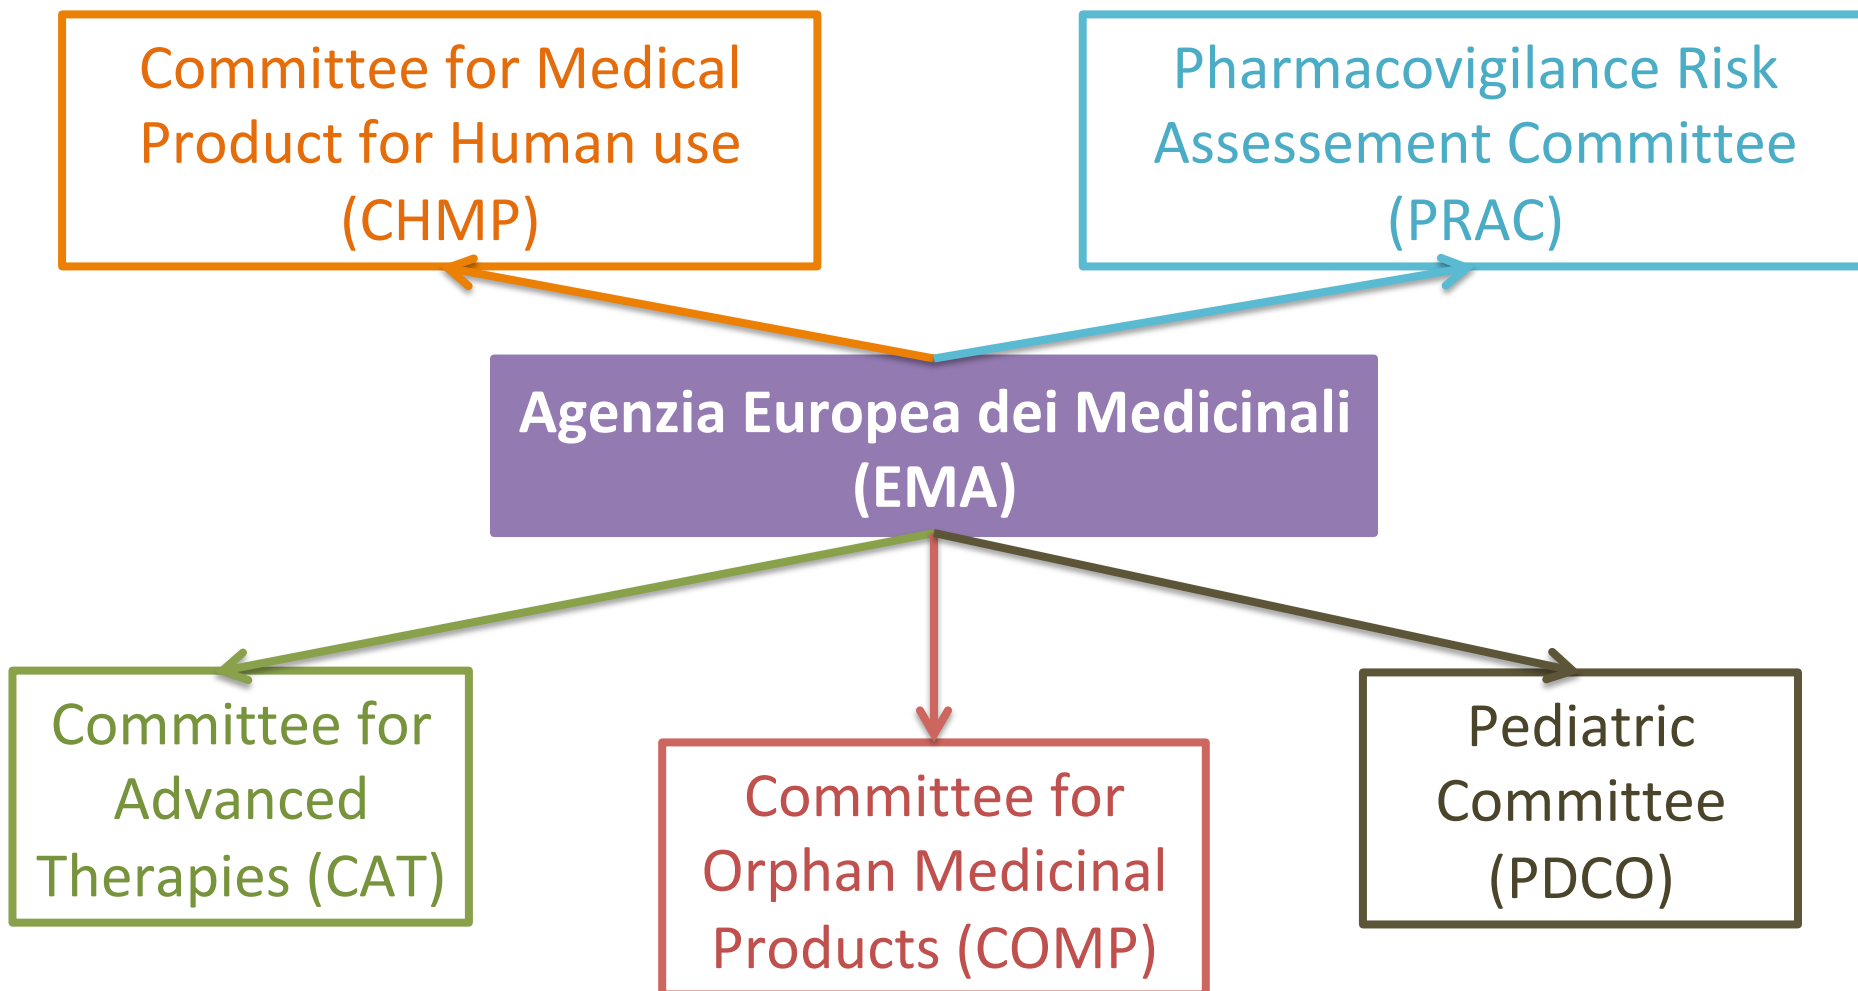 Committee for Medical
Product for Human use
(CHMP)
Pharmacovigilance Risk
Assessement Committee
(PRAC)
Agenzia Europea dei Medicinali
(EMA)
Committee for
Advanced
Therapies (CAT)
Committee for
Orphan Medicinal
Products (COMP)
Pediatric
Committee
(PDCO)